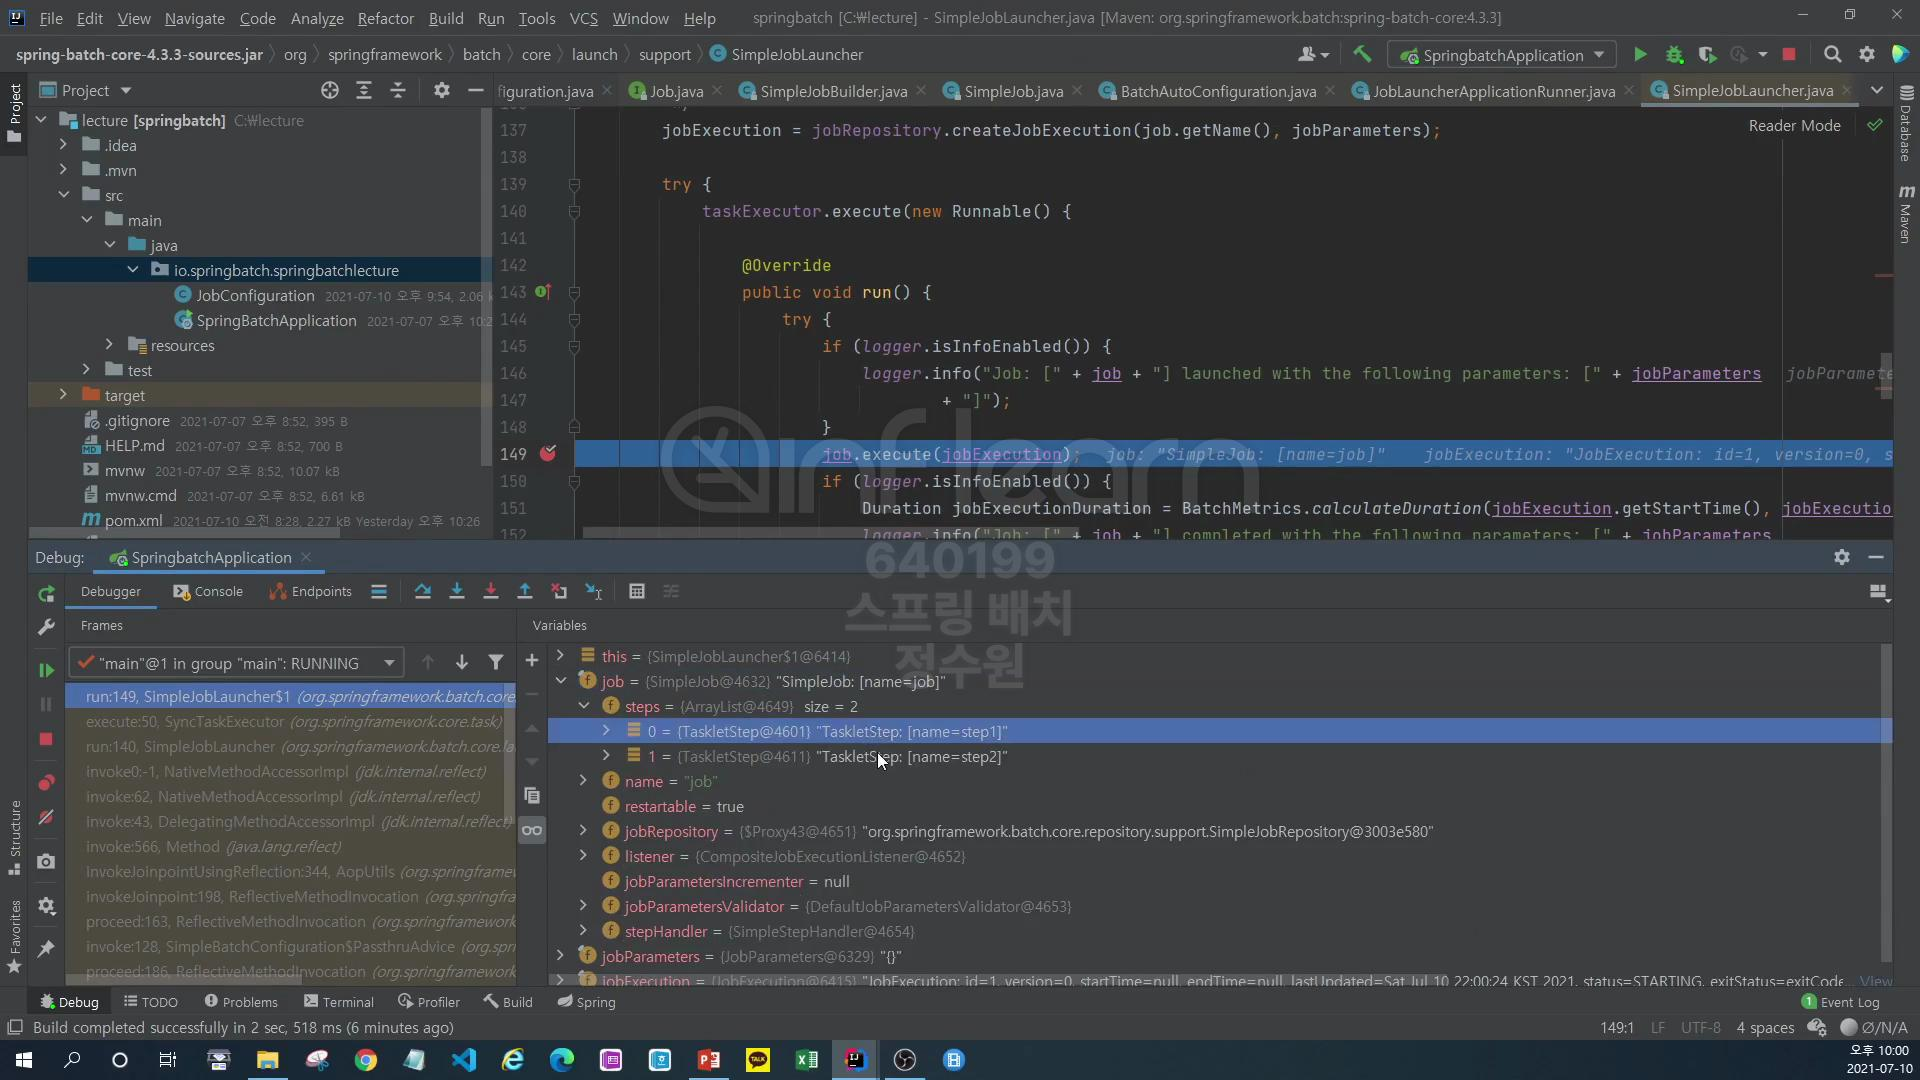 File Edit View Navigate Code Analyze Refactor Build Run Tools VCS Window Help springbatch [C:\lecture] - SimpleJobLauncher.java [Maven: org.springframework.batch:spring-batch-core:4.3.3]
spring-batch-core-4.3.3-sources.jar org springframework batch core launch support SimpleJobLauncher SpringbatchApplication
Project figuration.java Job.java SimpleJobBuilder.java SimpleJob.java BatchAutoConfiguration.java JobLauncherApplicationRunner.java SimpleJobLauncher.java
Project
Database
Maven
Structure
Favorites
lecture [springbatch] C:\lecture
.idea
.mvn
src
main
java
io.springbatch.springbatchlecture
JobConfiguration 2021-07-10 오후 9:54, 2.06 k
SpringBatchApplication 2021-07-07 오후 10:2
resources
test
target
.gitignore 2021-07-07 오후 8:52, 395 B
HELP.md 2021-07-07 오후 8:52, 700 B
mvnw 2021-07-07 오후 8:52, 10.07 kB
mvnw.cmd 2021-07-07 오후 8:52, 6.61 kB
pom.xml 2021-07-10 오전 8:28, 2.27 kB Yesterday 오후 10:26
Reader Mode
137 jobExecution = jobRepository.createJobExecution(job.getName(), jobParameters);
138
139 try {
140 taskExecutor.execute(new Runnable() {
141
142 @Override
143 public void run() {
144 try {
145 if (logger.isInfoEnabled()) {
146 logger.info("Job: [" + job + "] launched with the following parameters: [" + jobParameters jobParamete
147 + "]");
148 }
149 job.execute(jobExecution); job: "SimpleJob: [name=job]" jobExecution: "JobExecution: id=1, version=0, s
150 if (logger.isInfoEnabled()) {
151 Duration jobExecutionDuration = BatchMetrics.calculateDuration(jobExecution.getStartTime(), jobExecutio
152 logger.info("Job: [" + job + "] completed with the following parameters: [" + jobParameters
inflearn
640199
스프링 배치
정수원
Debug: SpringbatchApplication
Debugger Console Endpoints
Frames
"main"@1 in group "main": RUNNING
run:149, SimpleJobLauncher$1 (org.springframework.batch.core.
execute:50, SyncTaskExecutor (org.springframework.core.task)
run:140, SimpleJobLauncher (org.springframework.batch.core.la
invoke0:-1, NativeMethodAccessorImpl (jdk.internal.reflect)
invoke:62, NativeMethodAccessorImpl (jdk.internal.reflect)
invoke:43, DelegatingMethodAccessorImpl (jdk.internal.reflect)
invoke:566, Method (java.lang.reflect)
invokeJoinpointUsingReflection:344, AopUtils (org.springframew
invokeJoinpoint:198, ReflectiveMethodInvocation (org.springfra
proceed:163, ReflectiveMethodInvocation (org.springframework
invoke:128, SimpleBatchConfiguration$PassthruAdvice (org.spri
proceed:186, ReflectiveMethodInvocation (org.springframework
Variables
this = {SimpleJobLauncher$1@6414}
job = {SimpleJob@4632} "SimpleJob: [name=job]"
steps = {ArrayList@4649} size = 2
0 = {TaskletStep@4601} "TaskletStep: [name=step1]"
1 = {TaskletStep@4611} "TaskletStep: [name=step2]"
name = "job"
restartable = true
jobRepository = {$Proxy43@4651} "org.springframework.batch.core.repository.support.SimpleJobRepository@3003e580"
listener = {CompositeJobExecutionListener@4652}
jobParametersIncrementer = null
jobParametersValidator = {DefaultJobParametersValidator@4653}
stepHandler = {SimpleStepHandler@4654}
jobParameters = {JobParameters@6329} "{}"
jobExecution = {JobExecution@6415} "JobExecution: id=1, version=0, startTime=null, endTime=null, lastUpdated=Sat Jul 10 22:00:24 KST 2021, status=STARTING, exitStatus=exitCode... View
Debug TODO Problems Terminal Profiler Build Spring 1 Event Log
Build completed successfully in 2 sec, 518 ms (6 minutes ago) 149:1 LF UTF-8 4 spaces Ø/N/A
TALK
오후 10:00
2021-07-10